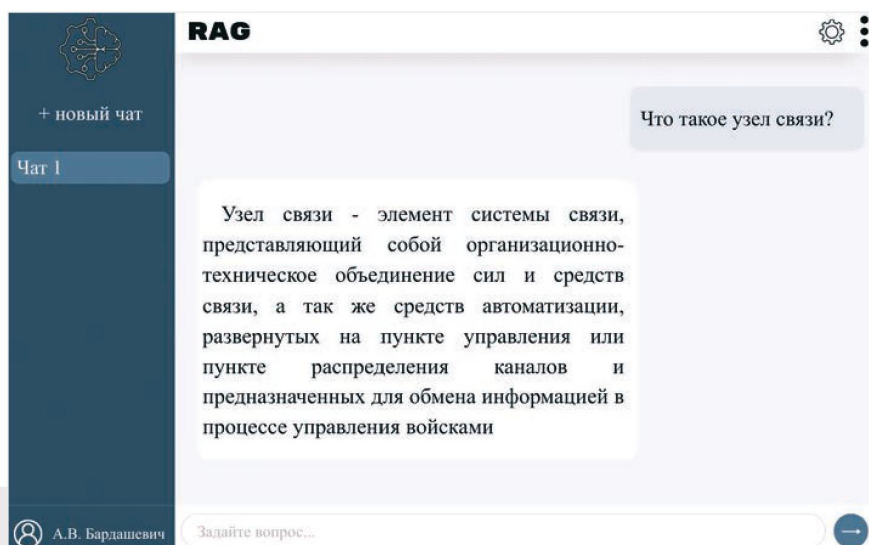 RAG
+ новый чат
Чат 1
Что такое узел связи?
Узел связи - элемент системы связи,
представляющий собой организационно-
техническое объединение сил и средств
связи, а так же средств автоматизации,
развернутых на пункте управления или
пункте распределения каналов и
предназначенных для обмена информацией в
процессе управления войсками
А.В. Бардашевич
Задайте вопрос...